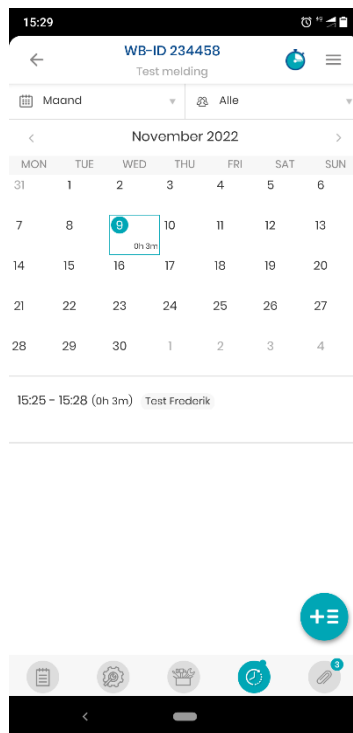 15:29
WB-ID 234458
Test melding
Maand Alle
November 2022
MON TUE WED THU FRI SAT SUN
31 1 2 3 4 5 6
7 8 9 10 11 12 13
0h 3m
14 15 16 17 18 19 20
21 22 23 24 25 26 27
28 29 30 1 2 3 4
15:25 - 15:28 (0h 3m) Test Frederik
3